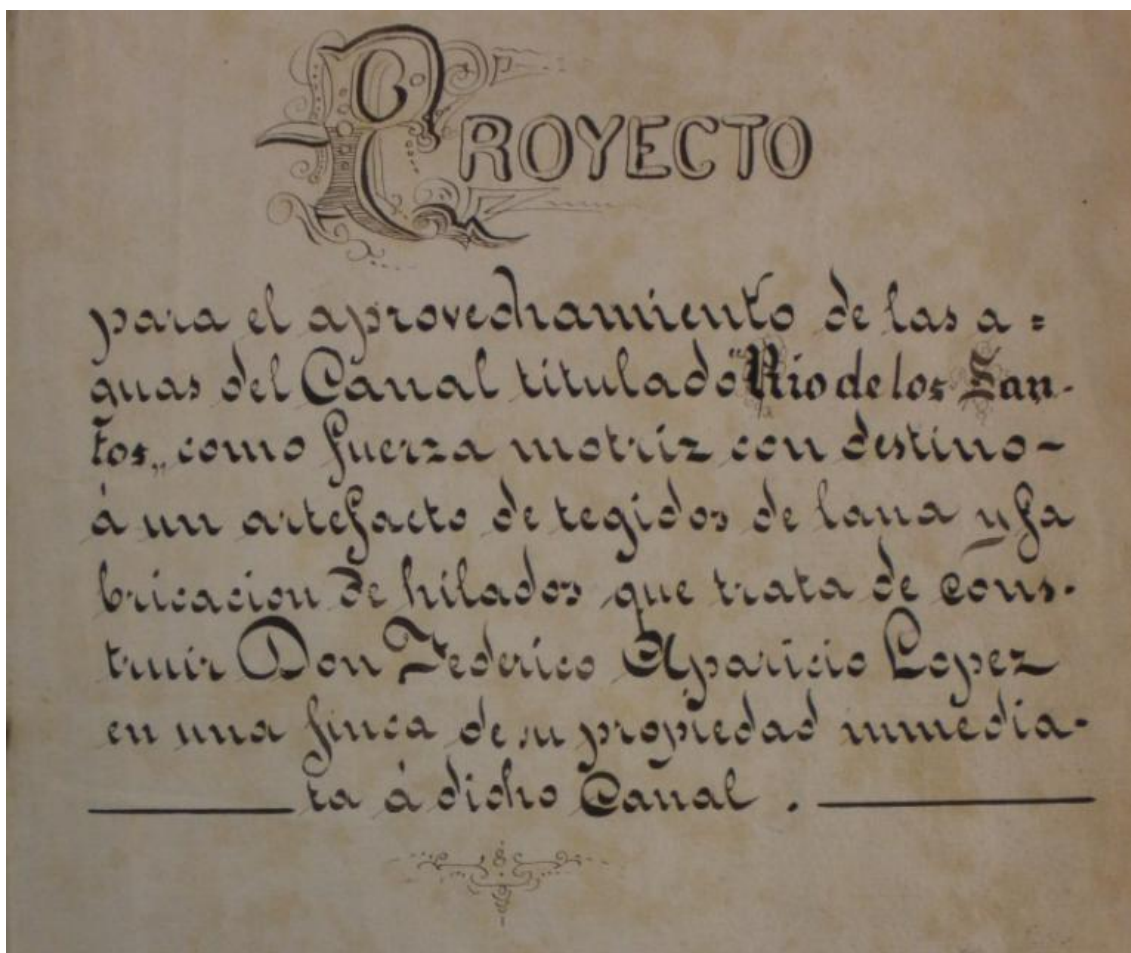 PROYECTO
para el aprovechamiento de las a=
guas del Canal titulado "Rio de los San-
tos„ como fuerza motriz con destino-
á un artefacto de tegidos de lana y fa
bricacion de hilados que trata de cons-
truir Don Federico Aparicio Lopez
en una finca de su propiedad inmedia-
ta á dicho Canal.